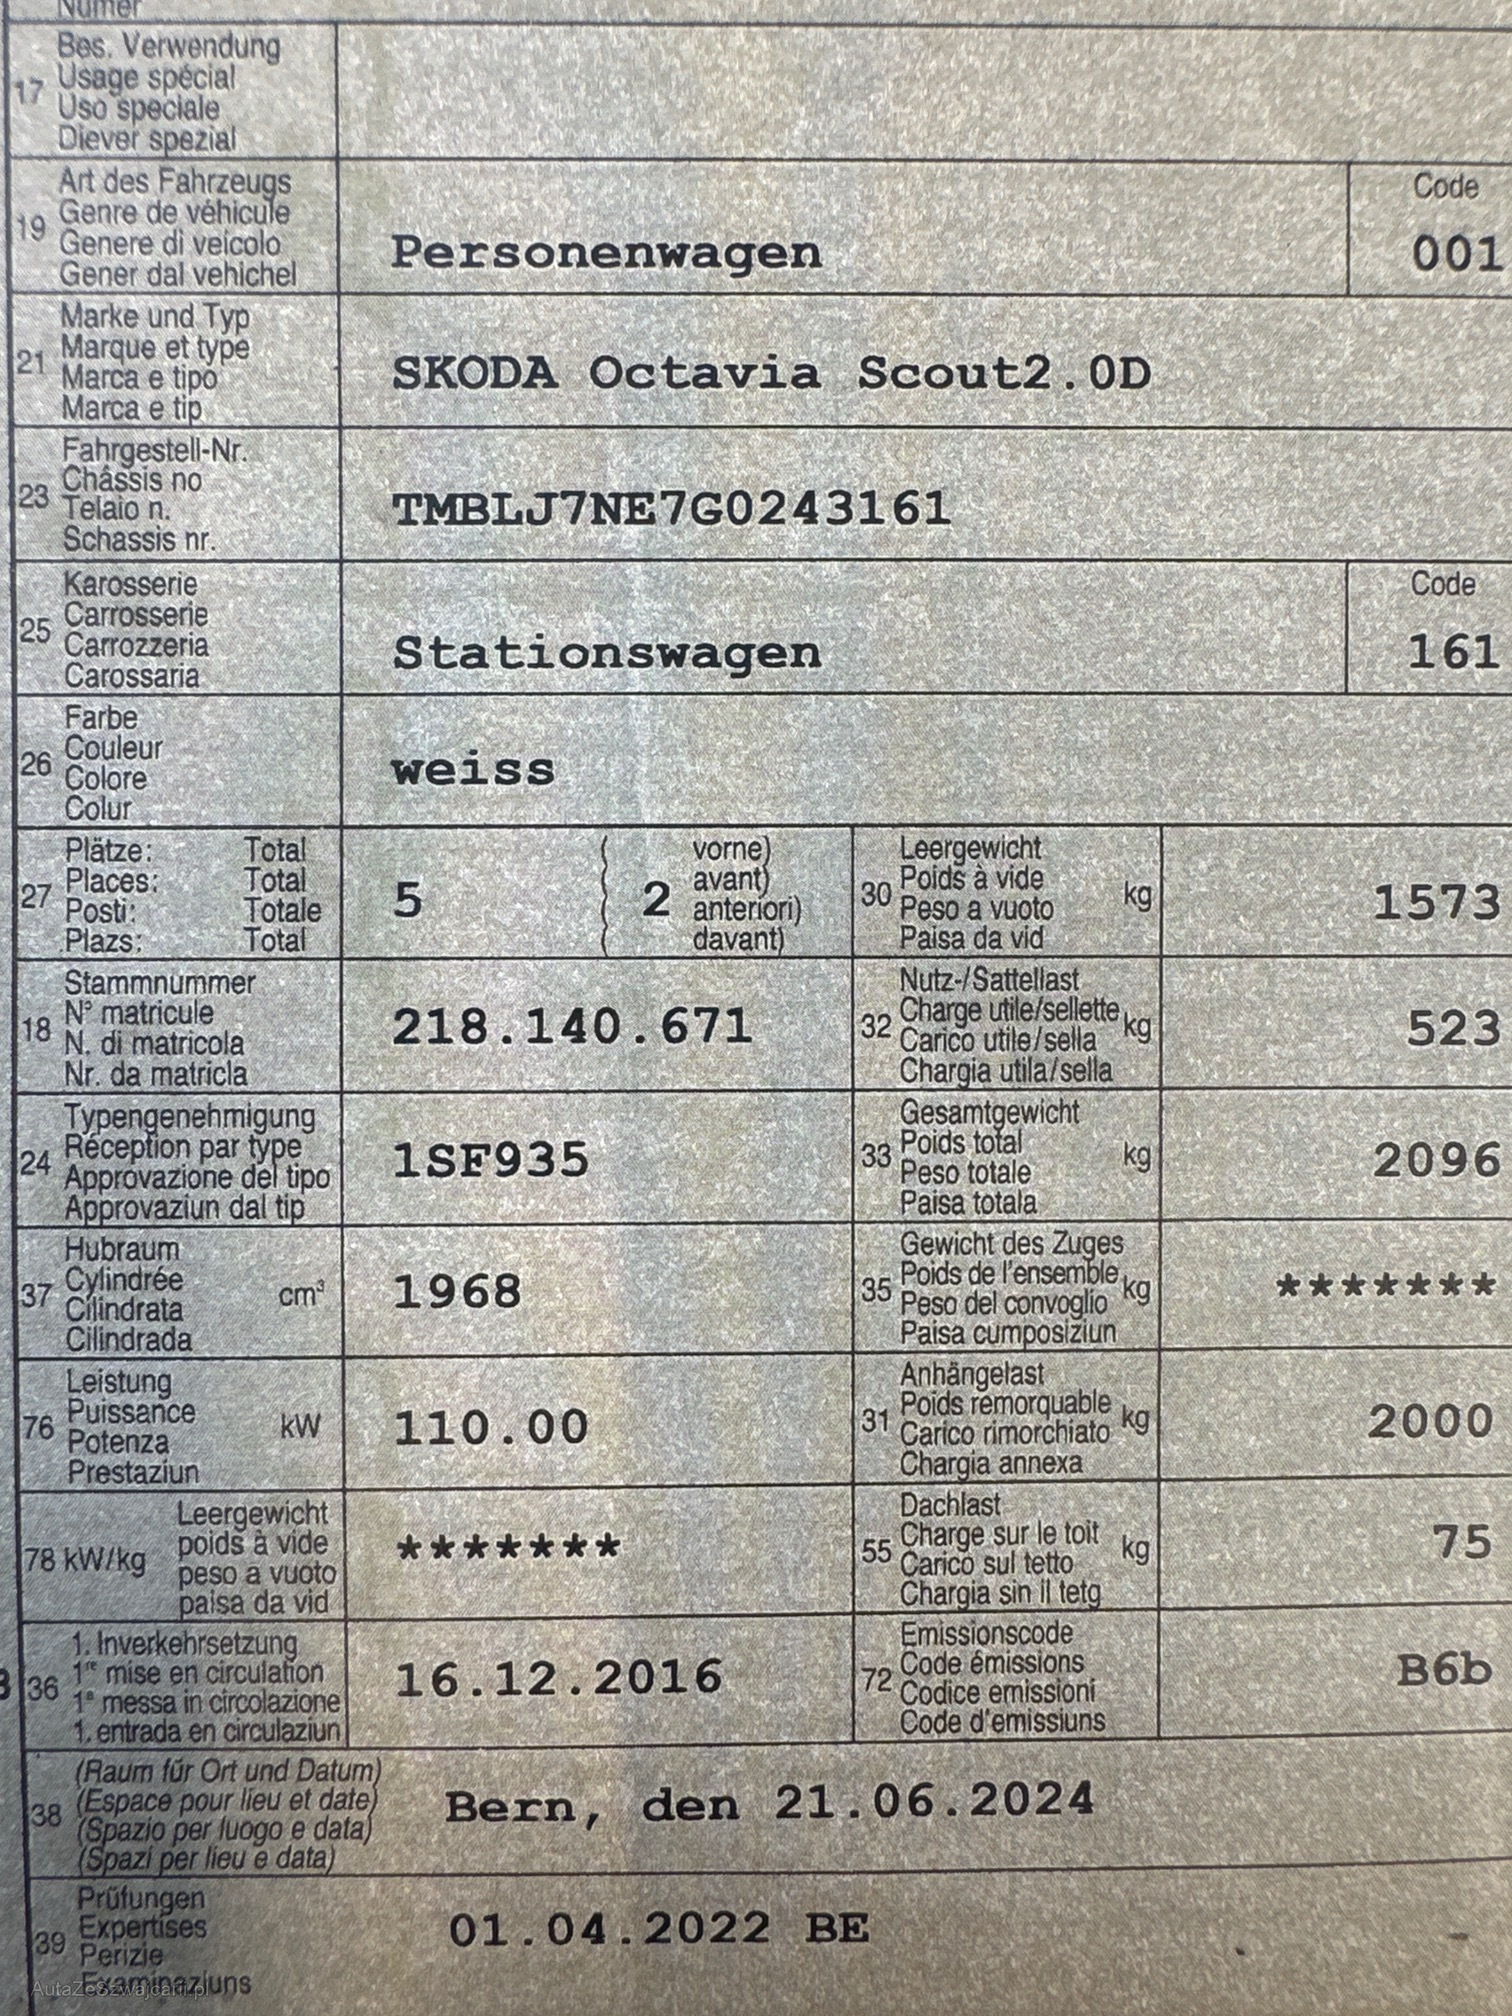 Numer
17
Bes. Verwendung
Usage spécial
Uso speciale
Diever spezial
19
Art des Fahrzeugs
Genre de véhicule
Genere di veicolo
Gener dal vehichel
Personenwagen
Code
001
21
Marke und Typ
Marque et type
Marca e tipo
Marca e tip
SKODA Octavia Scout2.0D
23
Fahrgestell-Nr.
Châssis no
Telaio n.
Schassis nr.
TMBLJ7NE7G0243161
25
Karosserie
Carrosserie
Carrozzeria
Carossaria
Stationswagen
Code
161
26
Farbe
Couleur
Colore
Colur
weiss
27
Plätze: Total
Places: Total
Posti: Totale
Plazs: Total
5
2
vorne)
avant)
anteriori)
davant)
30
Leergewicht
Poids à vide
Peso a vuoto
Paisa da vid
kg
1573
18
Stammnummer
N° matricule
N. di matricola
Nr. da matricla
218.140.671
32
Nutz-/Sattellast
Charge utile/sellette
Carico utile/sella
Chargia utila/sella
kg
523
24
Typengenehmigung
Réception par type
Approvazione del tipo
Approvaziun dal tip
1SF935
33
Gesamtgewicht
Poids total
Peso totale
Paisa totala
kg
2096
37
Hubraum
Cylindrée
Cilindrata
Cilindrada
cm³
1968
35
Gewicht des Zuges
Poids de l'ensemble
Peso del convoglio
Paisa cumposiziun
kg
*******
76
Leistung
Puissance
Potenza
Prestaziun
kW
110.00
31
Anhängelast
Poids remorquable
Carico rimorchiato
Chargia annexa
kg
2000
78 kW/kg
Leergewicht
poids à vide
peso a vuoto
paisa da vid
*******
55
Dachlast
Charge sur le toit
Carico sul tetto
Chargia sin il tetg
kg
75
36
1. Inverkehrsetzung
1re mise en circulation
1a messa in circolazione
1. entrada en circulaziun
16.12.2016
72
Emissionscode
Code émissions
Codice emissioni
Code d'emissiuns
B6b
38
(Raum für Ort und Datum)
(Espace pour lieu et date)
(Spazio per luogo e data)
(Spazi per lieu e data)
Bern, den 21.06.2024
39
Prüfungen
Expertises
Perizie
Examinaziuns
01.04.2022 BE
AutaZeSzwajcarii.pl